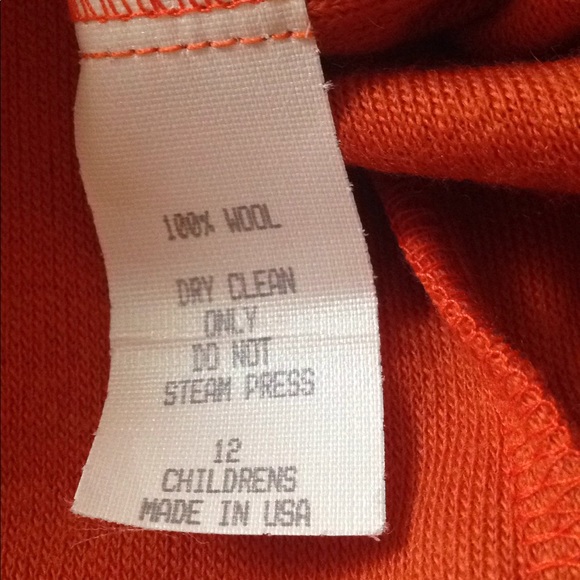 100% WOOL
DRY CLEAN
ONLY
DO NOT
STEAM PRESS
12
CHILDRENS
MADE IN USA